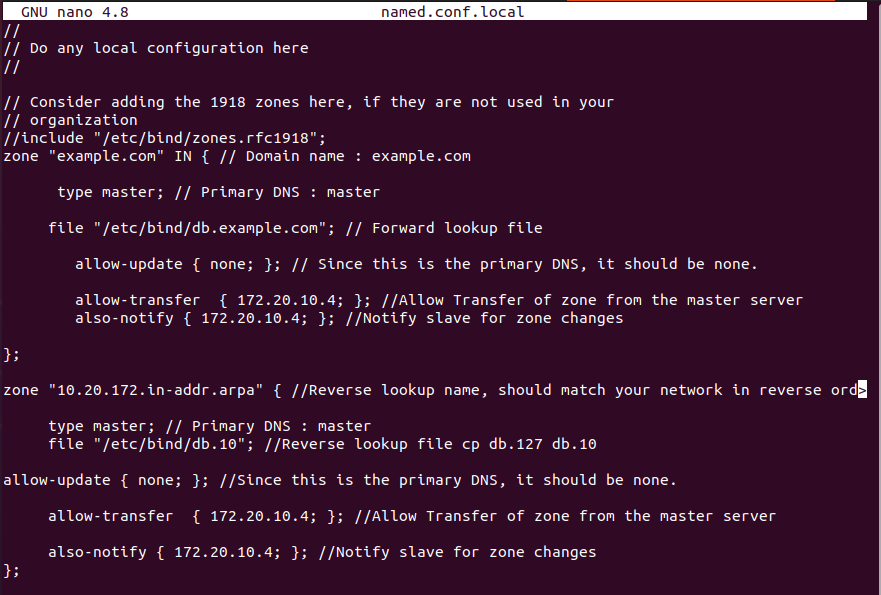 GNU nano 4.8 named.conf.local
//
// Do any local configuration here
//
// Consider adding the 1918 zones here, if they are not used in your
// organization
//include "/etc/bind/zones.rfc1918";
zone "example.com" IN { // Domain name : example.com
type master; // Primary DNS : master
file "/etc/bind/db.example.com"; // Forward lookup file
allow-update { none; }; // Since this is the primary DNS, it should be none.
allow-transfer  { 172.20.10.4; }; //Allow Transfer of zone from the master server
also-notify { 172.20.10.4; }; //Notify slave for zone changes
};
zone "10.20.172.in-addr.arpa" { //Reverse lookup name, should match your network in reverse ord>
type master; // Primary DNS : master
file "/etc/bind/db.10"; //Reverse lookup file cp db.127 db.10
allow-update { none; }; //Since this is the primary DNS, it should be none.
allow-transfer  { 172.20.10.4; }; //Allow Transfer of zone from the master server
also-notify { 172.20.10.4; }; //Notify slave for zone changes
};